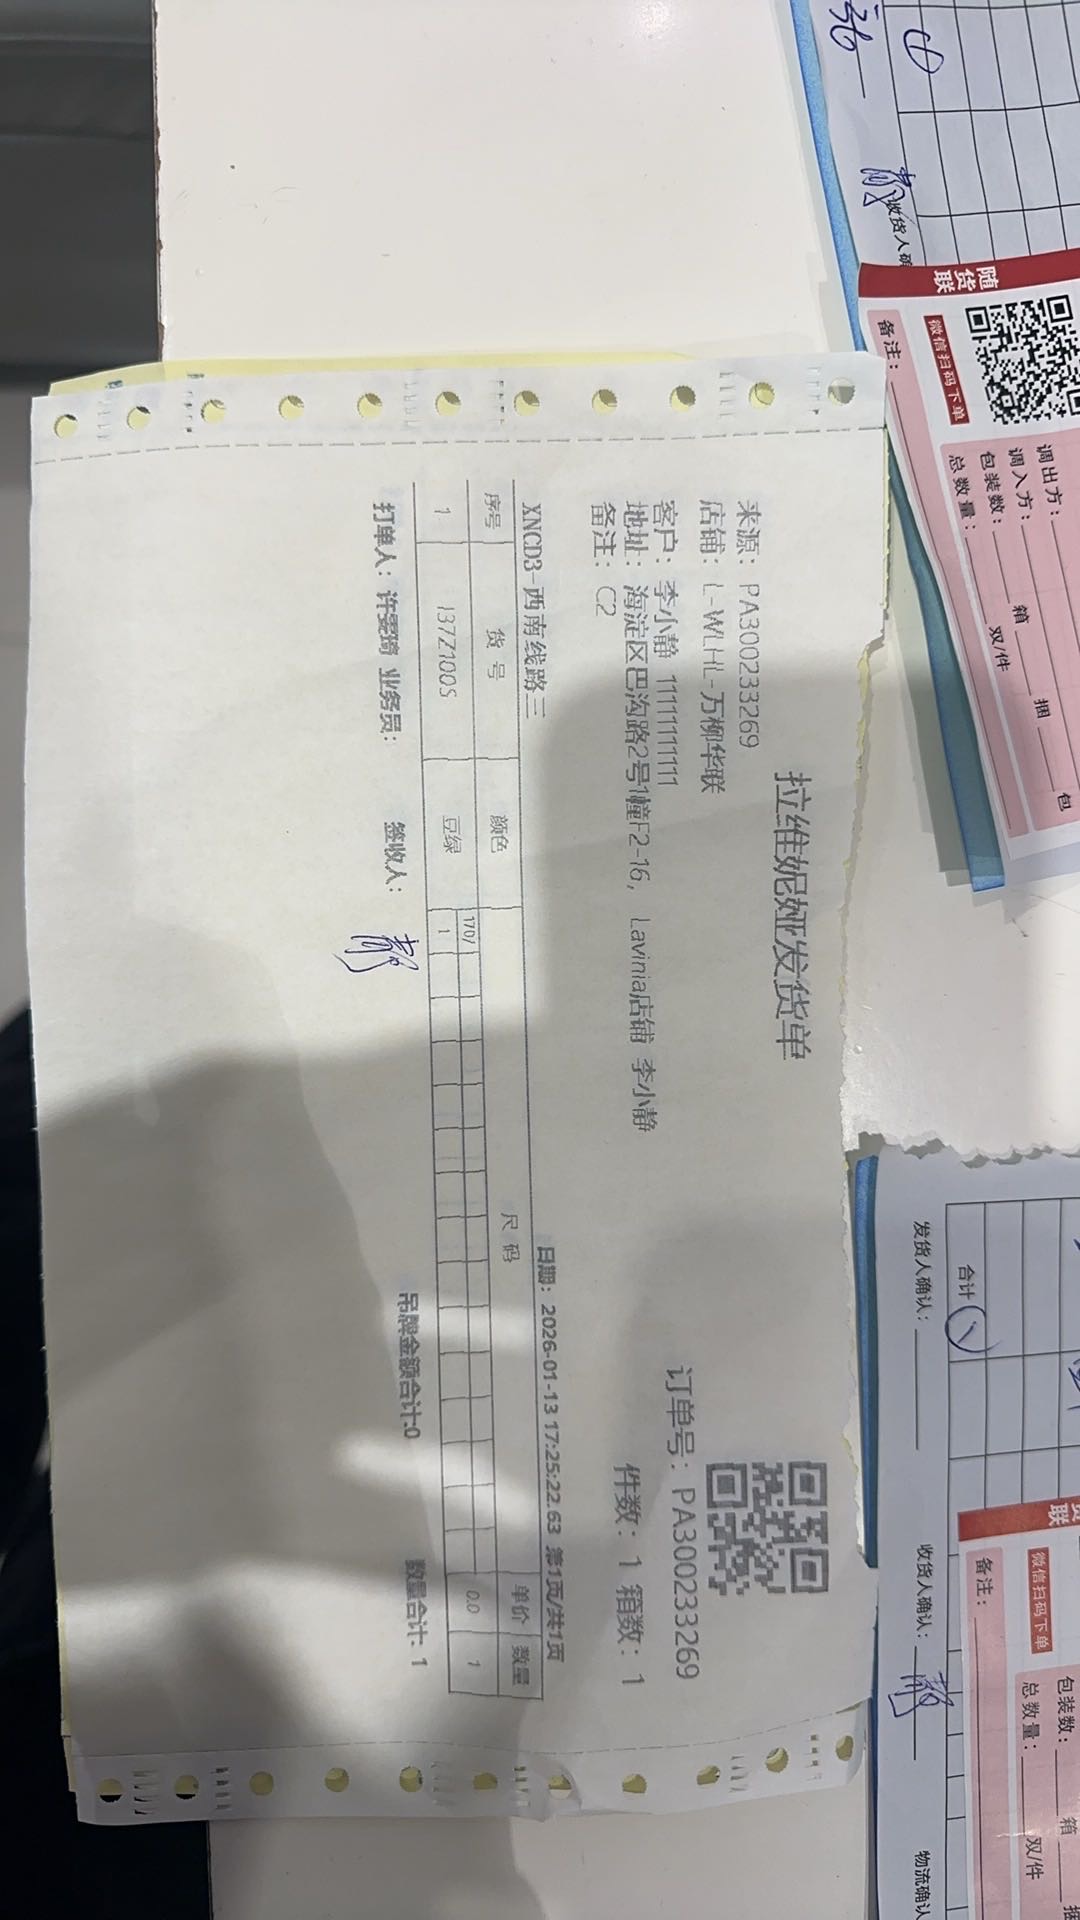 拉维妮娅发货单
来源：PA300233269
店铺：L-WLHL-万柳华联
订单号：PA300233269
客户：李小静 11111111111
地址：海淀区巴沟路2号1幢F2-16， Lavinia店铺 李小静
件数：1 箱数：1
备注：C2
XNCD3-西南线路三
日期：2026-01-13 17:25:22.63 第1页/共1页
序号 货号 颜色 尺码 单价 数量
170/
1 137Z100S 豆绿 1 0.0 1
打单人：许雯 业务员： 签收人： 吊牌金额合计:0 数量合计：1
收货人确
随货联
微信扫码下单
备注：
调出方：
调入方：
包装数： 箱 捆 包
总数量： 双/件
合计
发货人确认： 收货人确认： 物流确认
联
微信扫码下单
备注：
包装数： 箱 捆
总数量： 双/件